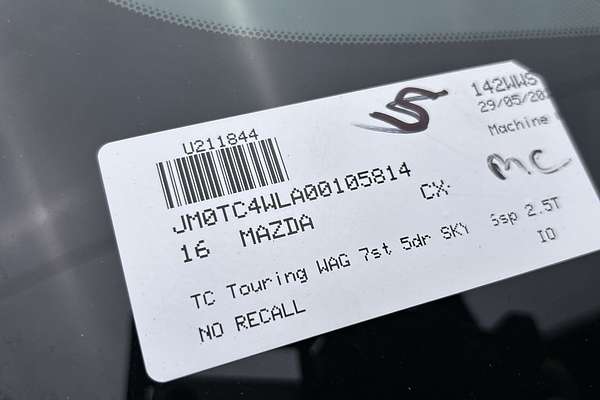 U211844
142WWS
29/05/20
Machine
MC
JM0TC4WLA00105814
16 MAZDA CX-
TC Touring WAG 7st 5dr SKY 6sp 2.5T
IO
NO RECALL